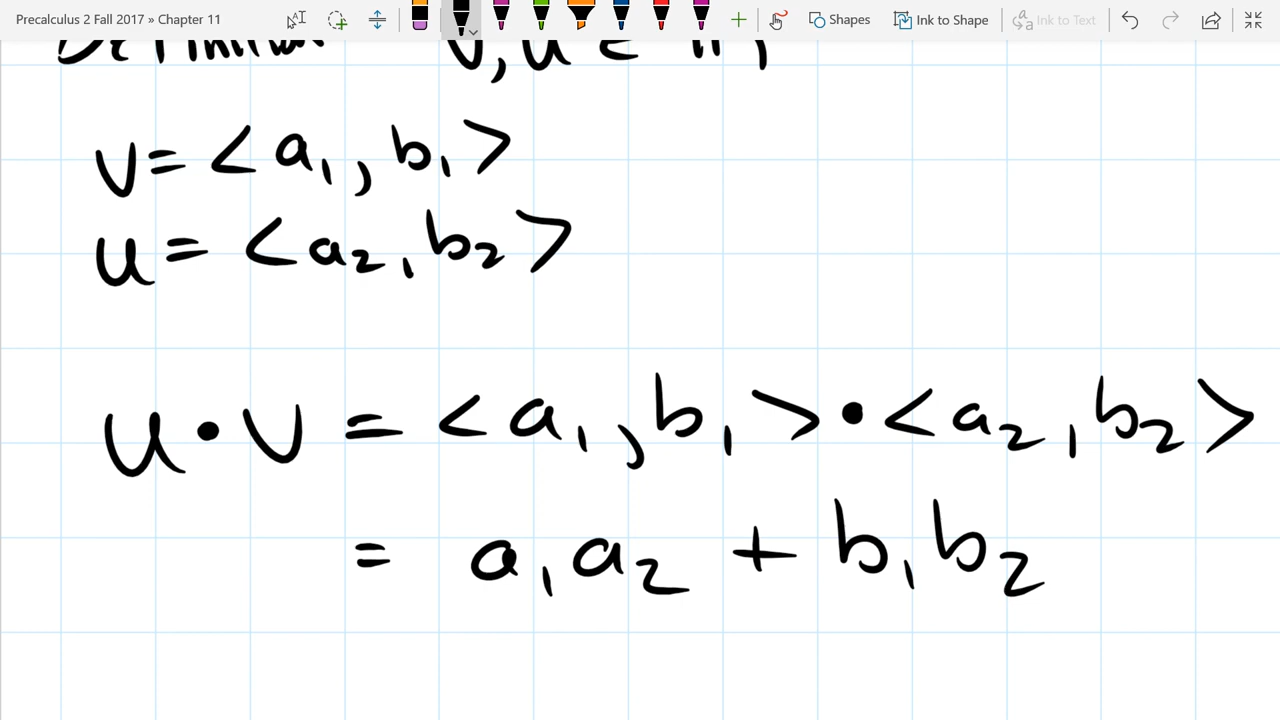 Precalculus 2 Fall 2017 » Chapter 11 Shapes Ink to Shape Ink to Text
v = <a₁, b₁>
u = <a₂, b₂>
u • v = <a₁, b₁> • <a₂, b₂>
= a₁a₂ + b₁b₂